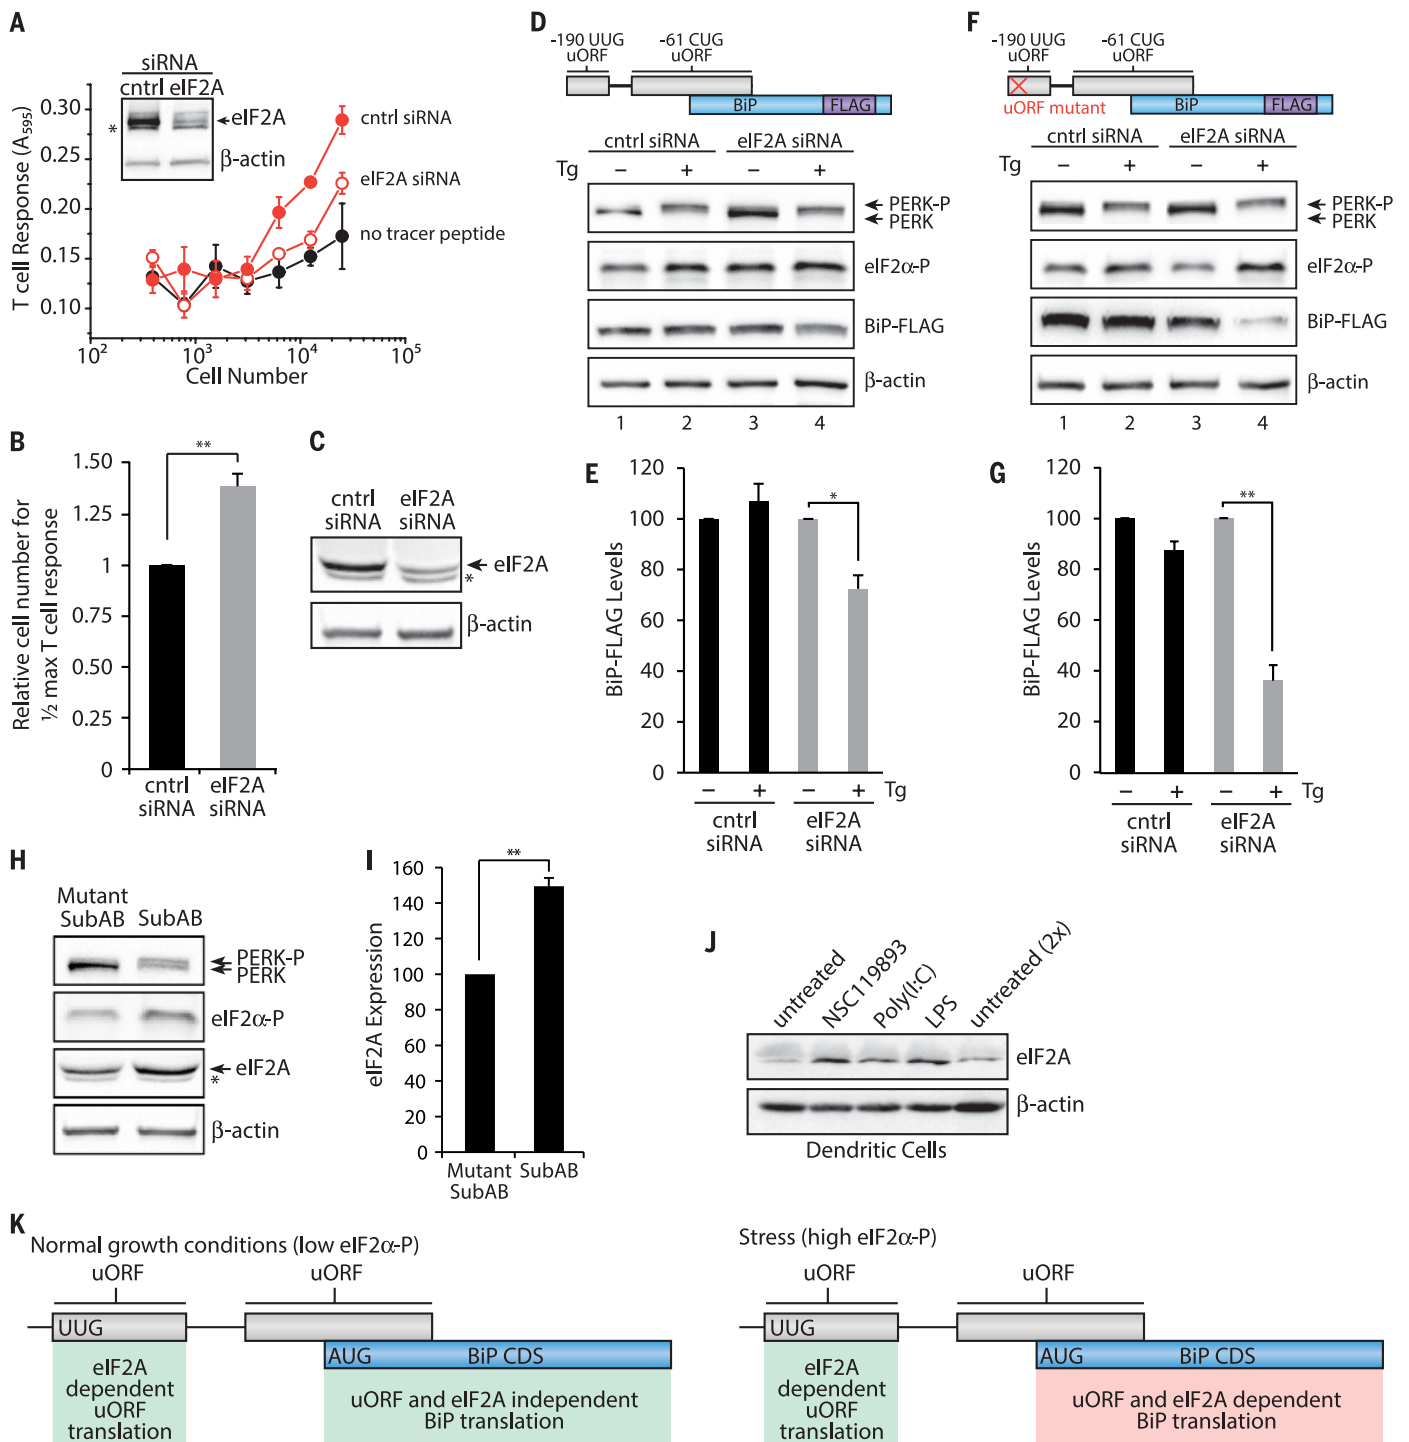 A
siRNA
cntrl eIF2A
eIF2A
*
β-actin
T cell Response (A595)
0.30
0.25
0.20
0.15
0.10
cntrl siRNA
eIF2A siRNA
no tracer peptide
10² 10³ 10⁴ 10⁵
Cell Number
B
**
Relative cell number for
½ max T cell response
1.50
1.25
1
0.75
0.50
0.25
0
cntrl siRNA
eIF2A siRNA
C
cntrl siRNA
eIF2A siRNA
eIF2A
*
β-actin
D
-190 UUG uORF
-61 CUG uORF
BiP FLAG
cntrl siRNA eIF2A siRNA
Tg − + − +
PERK-P
PERK
eIF2α-P
BiP-FLAG
β-actin
1 2 3 4
E
BiP-FLAG Levels
100
80
60
40
20
0
*
− + − + Tg
cntrl siRNA
eIF2A siRNA
F
-190 UUG uORF
-61 CUG uORF
uORF mutant
BiP FLAG
cntrl siRNA eIF2A siRNA
Tg − + − +
PERK-P
PERK
eIF2α-P
BiP-FLAG
β-actin
1 2 3 4
G
BiP-FLAG Levels
100
80
60
40
20
0
**
− + − + Tg
cntrl siRNA
eIF2A siRNA
H
Mutant SubAB
SubAB
PERK-P
PERK
eIF2α-P
eIF2A
*
β-actin
I
**
eIF2A Expression
160
140
120
100
80
60
40
20
0
Mutant SubAB
SubAB
J
untreated
NSC119893
Poly(I:C)
LPS
untreated (2x)
eIF2A
β-actin
Dendritic Cells
K
Normal growth conditions (low eIF2α-P)
uORF uORF
UUG
AUG BiP CDS
eIF2A
dependent
uORF
translation
uORF and eIF2A independent
BiP translation
Stress (high eIF2α-P)
uORF uORF
UUG
AUG BiP CDS
eIF2A
dependent
uORF
translation
uORF and eIF2A dependent
BiP translation